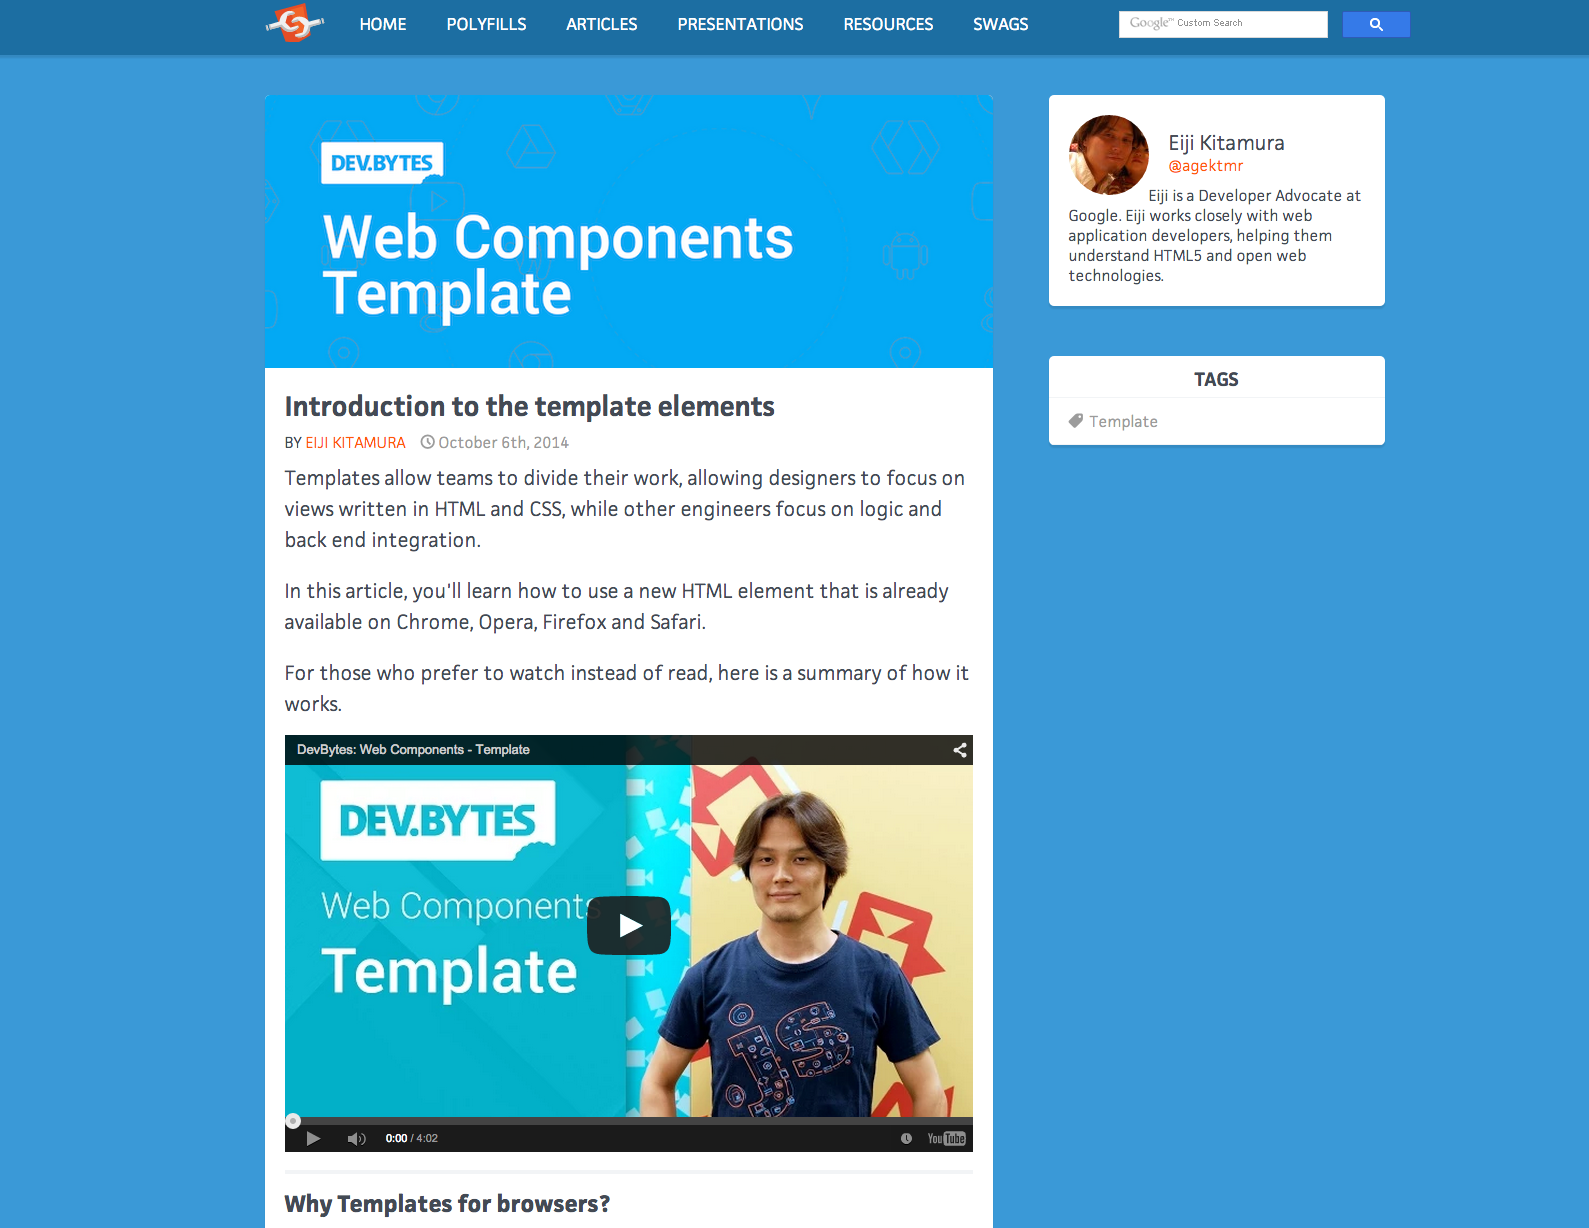 HOME POLYFILLS ARTICLES PRESENTATIONS RESOURCES SWAGS
Google™ Custom Search
DEV.BYTES
Web Components
Template
Introduction to the template elements
BY EIJI KITAMURA October 6th, 2014
Templates allow teams to divide their work, allowing designers to focus on
views written in HTML and CSS, while other engineers focus on logic and
back end integration.
In this article, you'll learn how to use a new HTML element that is already
available on Chrome, Opera, Firefox and Safari.
For those who prefer to watch instead of read, here is a summary of how it
works.
DevBytes: Web Components - Template
DEV.BYTES
Web Components
Template
JS
0:00 / 4:02
YouTube
Why Templates for browsers?
Eiji Kitamura
@agektmr
Eiji is a Developer Advocate at
Google. Eiji works closely with web
application developers, helping them
understand HTML5 and open web
technologies.
TAGS
Template